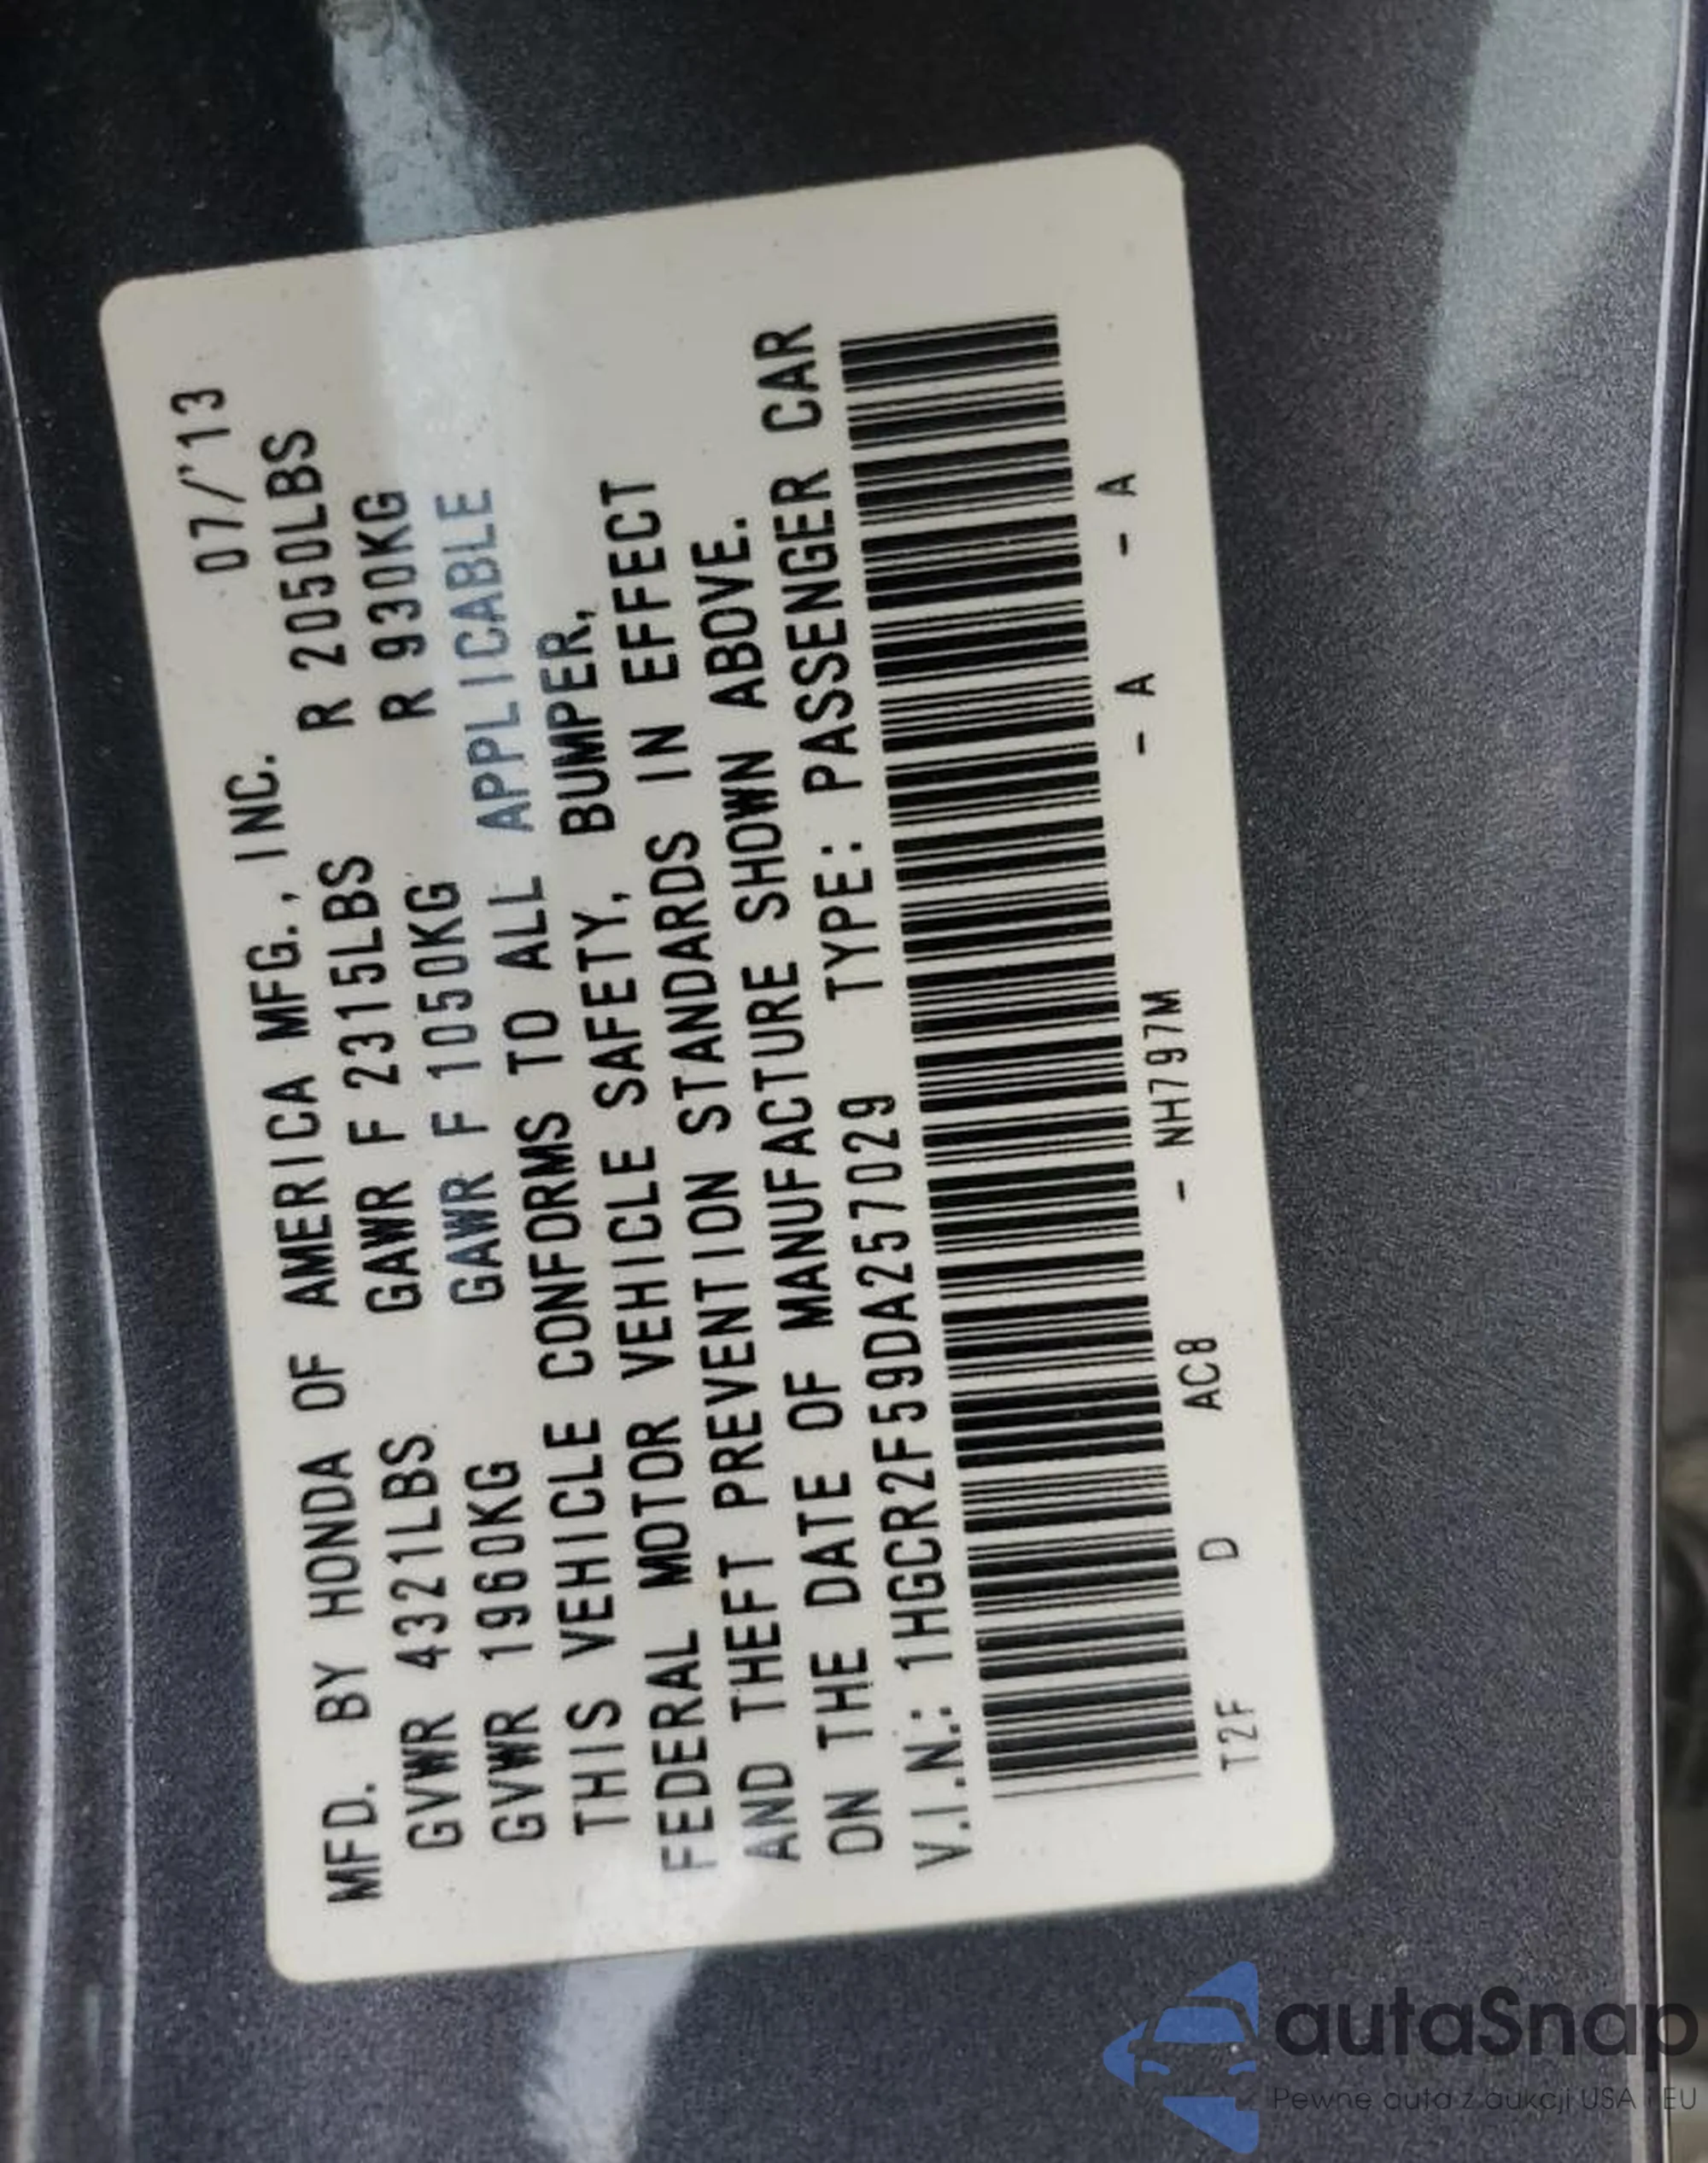 MFD. BY HONDA OF AMERICA MFG., INC. 07/'13
GVWR 4321LBS GAWR F 2315LBS R 2050LBS
GVWR 1960KG GAWR F 1050KG R 930KG
THIS VEHICLE CONFORMS TO ALL APPLICABLE
FEDERAL MOTOR VEHICLE SAFETY, BUMPER,
AND THEFT PREVENTION STANDARDS IN EFFECT
ON THE DATE OF MANUFACTURE SHOWN ABOVE.
V.I.N.: 1HGCR2F59DA257029 TYPE: PASSENGER CAR
T2F D AC8 - NH797M - A - A
autaSnap
Pewne auta z aukcji USA i EU